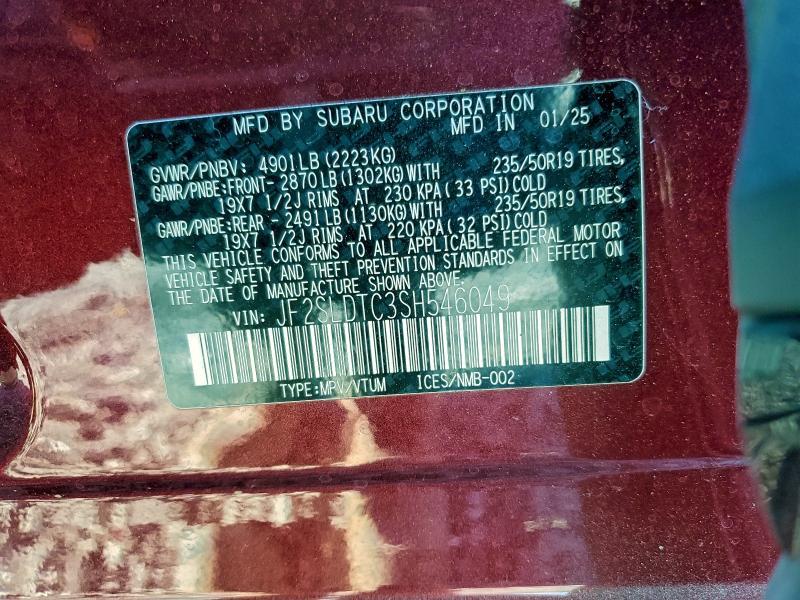 MFD BY SUBARU CORPORATION
MFD IN 01/25
GVWR/PNBV: 4901LB (2223KG)
GAWR/PNBE:FRONT- 2870LB(1302KG)WITH 235/50R19 TIRES,
19X7 1/2J RIMS AT 230 KPA(33 PSI)COLD
GAWR/PNBE:REAR - 2491LB(1130KG)WITH 235/50R19 TIRES,
19X7 1/2J RIMS AT 220 KPA(32 PSI)COLD
THIS VEHICLE CONFORMS TO ALL APPLICABLE FEDERAL MOTOR
VEHICLE SAFETY AND THEFT PREVENTION STANDARDS IN EFFECT ON
THE DATE OF MANUFACTURE SHOWN ABOVE.
VIN: JF2SLDTC3SH546049
TYPE:MPV/VTUM ICES/NMB-002